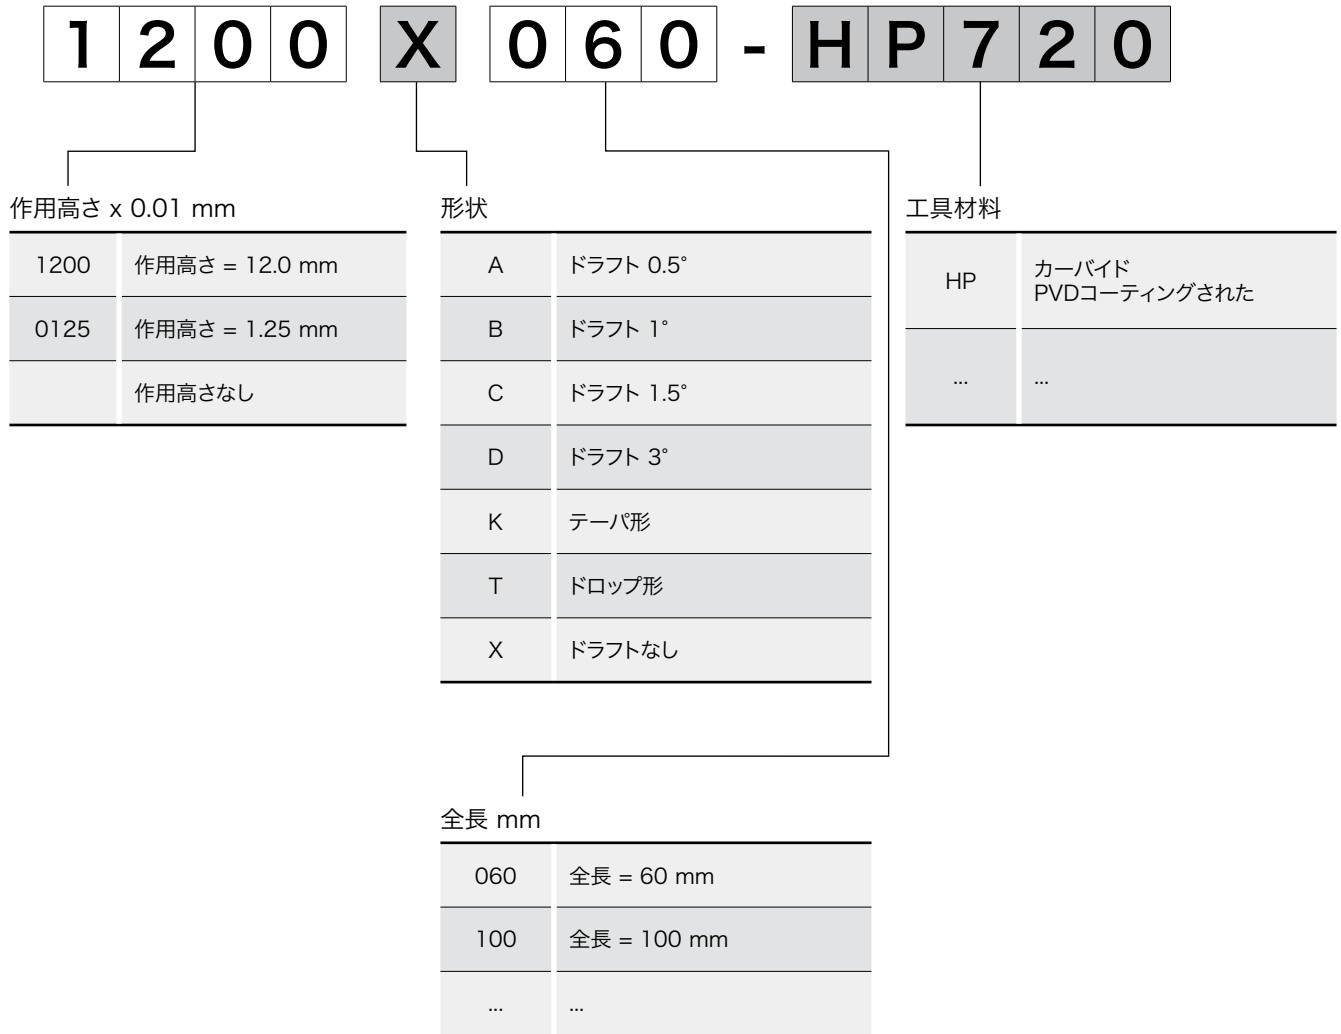 1200 X 060 - HP720
作用高さ x 0.01 mm
1200 作用高さ = 12.0 mm
0125 作用高さ = 1.25 mm
作用高さなし
形状
A ドラフト 0.5°
B ドラフト 1°
C ドラフト 1.5°
D ドラフト 3°
K テーパ形
T ドロップ形
X ドラフトなし
工具材料
HP カーバイド
PVDコーティングされた
... ...
全長 mm
060 全長 = 60 mm
100 全長 = 100 mm
... ...